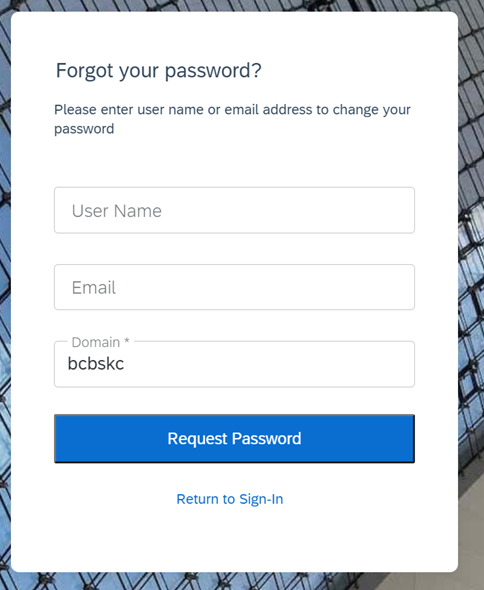 Forgot your password?
Please enter user name or email address to change your
password
User Name
Email
Domain *
bcbskc
Request Password
Return to Sign-In